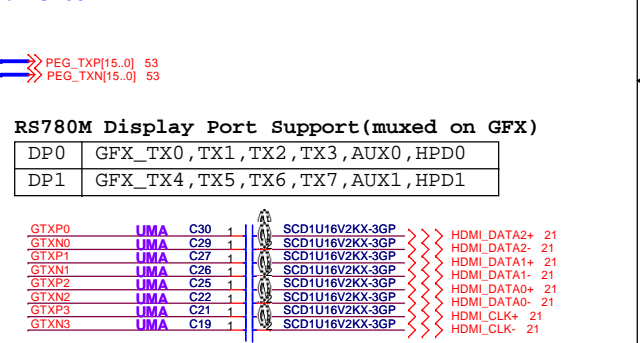 PEG_TXP[15..0] 53
PEG_TXN[15..0] 53
RS780M Display Port Support(muxed on GFX)
DP0 GFX_TX0,TX1,TX2,TX3,AUX0,HPD0
DP1 GFX_TX4,TX5,TX6,TX7,AUX1,HPD1
GTXP0 UMA C30 1 SCD1U16V2KX-3GP HDMI_DATA2+ 21
GTXN0 UMA C29 1 SCD1U16V2KX-3GP HDMI_DATA2- 21
GTXP1 UMA C27 1 SCD1U16V2KX-3GP HDMI_DATA1+ 21
GTXN1 UMA C26 1 SCD1U16V2KX-3GP HDMI_DATA1- 21
GTXP2 UMA C25 1 SCD1U16V2KX-3GP HDMI_DATA0+ 21
GTXN2 UMA C22 1 SCD1U16V2KX-3GP HDMI_DATA0- 21
GTXP3 UMA C21 1 SCD1U16V2KX-3GP HDMI_CLK+ 21
GTXN3 UMA C19 1 SCD1U16V2KX-3GP HDMI_CLK- 21